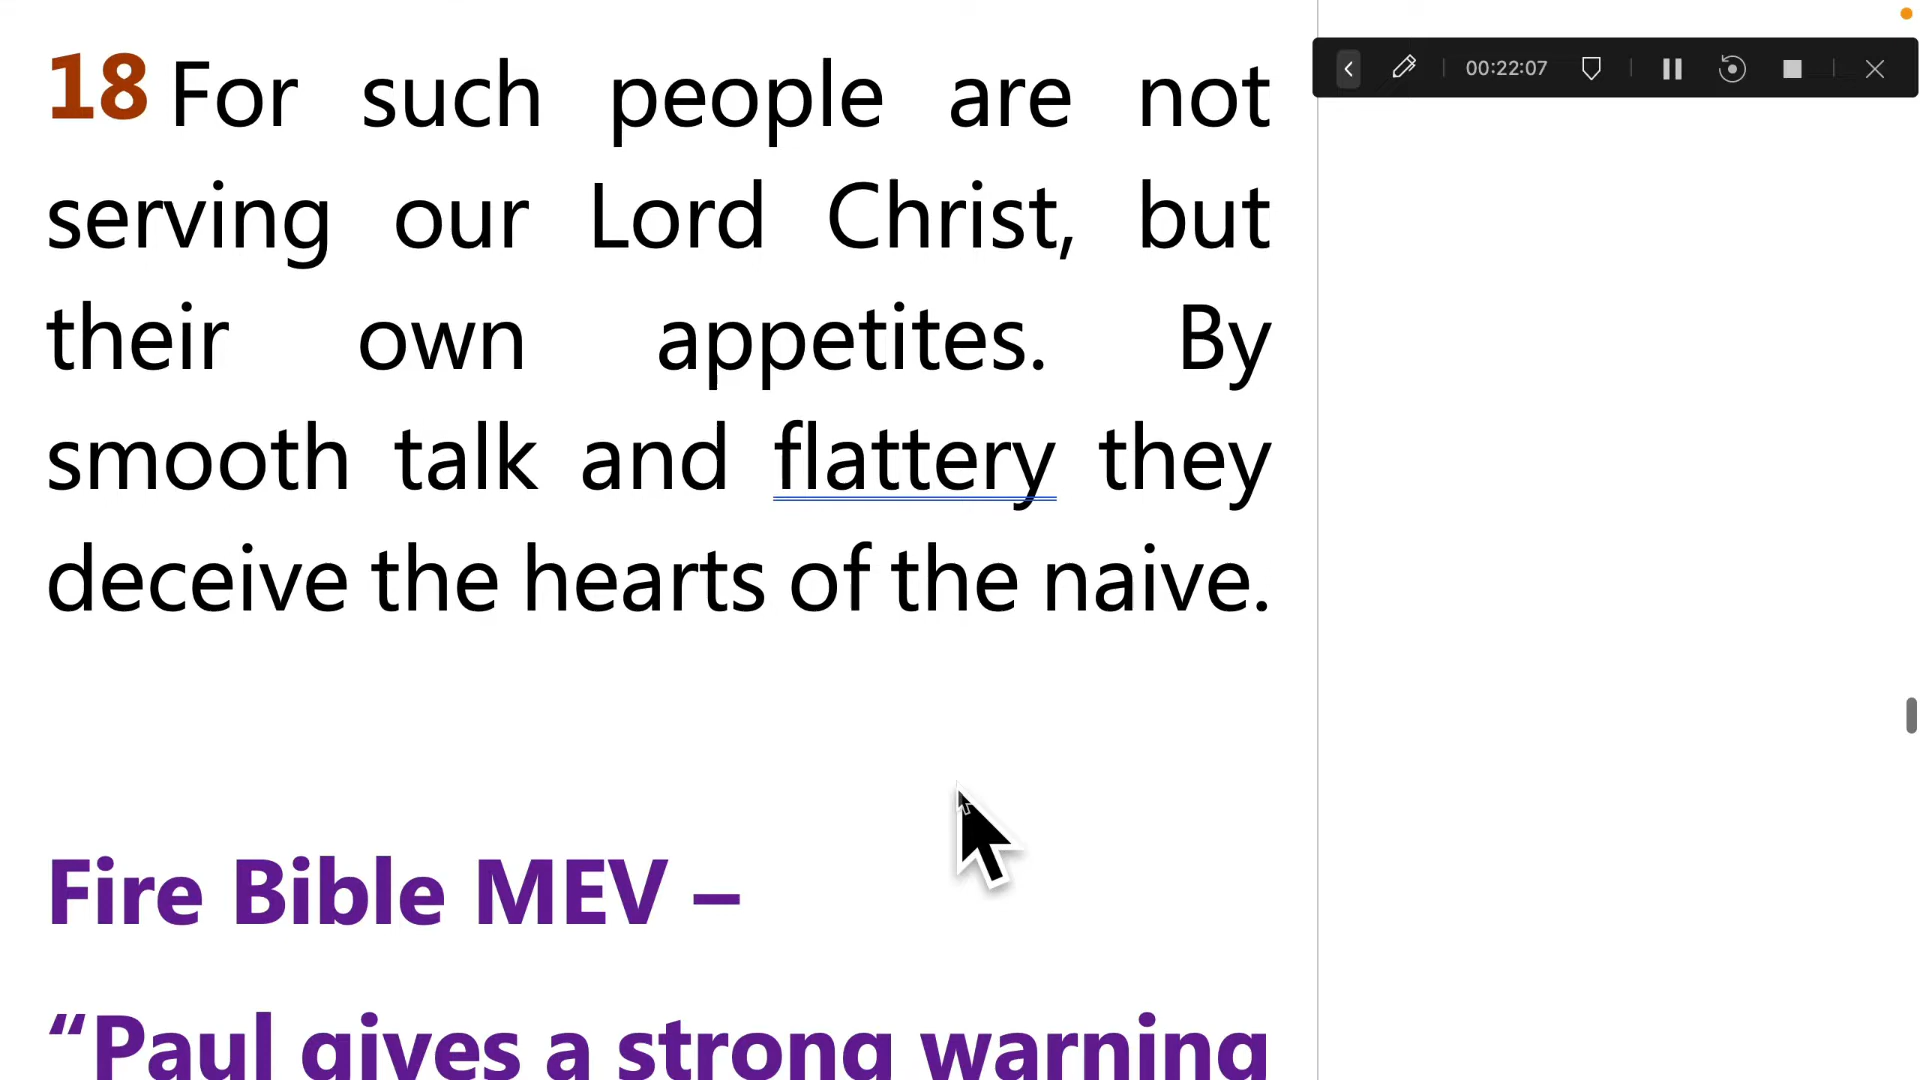 18 For such people are not
00:22:07
serving our Lord Christ, but
their own appetites. By
smooth talk and flattery they
deceive the hearts of the naive.
Fire Bible MEV –
“Paul gives a strong warning